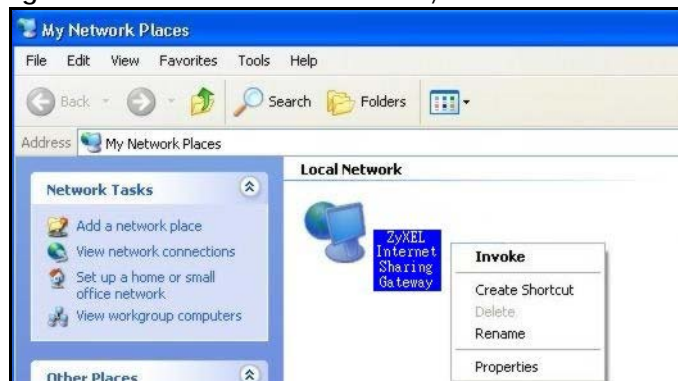 My Network Places
File Edit View Favorites Tools Help
Back Search Folders
Address My Network Places
Network Tasks
Add a network place
View network connections
Set up a home or small
office network
View workgroup computers
Other Places
Local Network
ZyXEL
Internet
Sharing
Gateway
Invoke
Create Shortcut
Delete
Rename
Properties